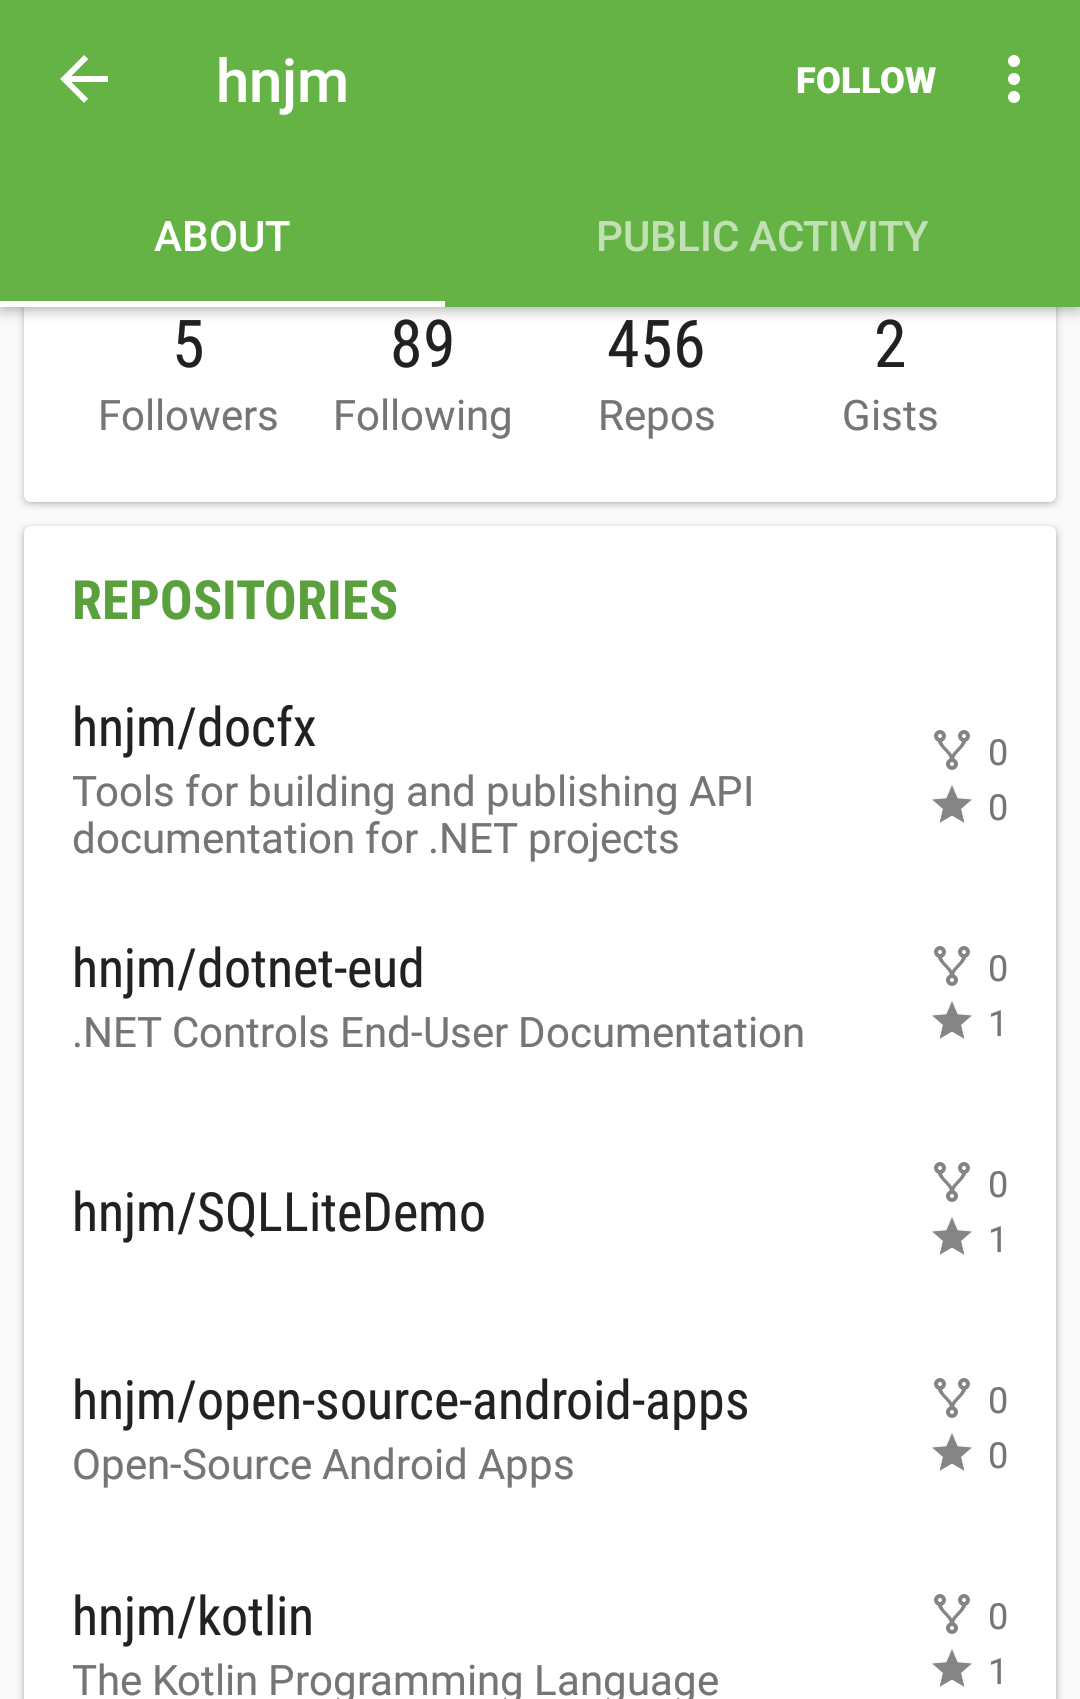 hnjm FOLLOW
ABOUT PUBLIC ACTIVITY
5 89 456 2
Followers Following Repos Gists
REPOSITORIES
hnjm/docfx
0
Tools for building and publishing API
documentation for .NET projects
0
hnjm/dotnet-eud
0
.NET Controls End-User Documentation
1
hnjm/SQLLiteDemo
0
1
hnjm/open-source-android-apps
0
Open-Source Android Apps
0
hnjm/kotlin
0
The Kotlin Programming Language
1